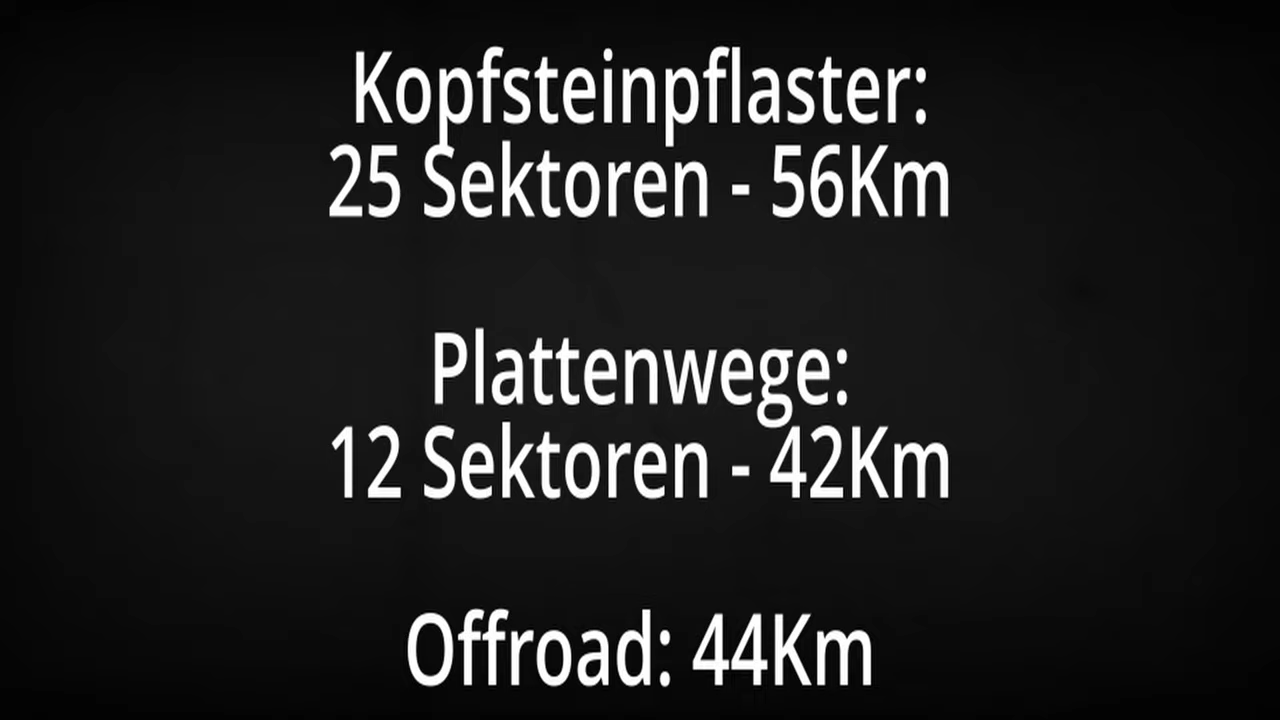 Kopfsteinpflaster:
25 Sektoren - 56Km
Plattenwege:
12 Sektoren - 42Km
Offroad: 44Km